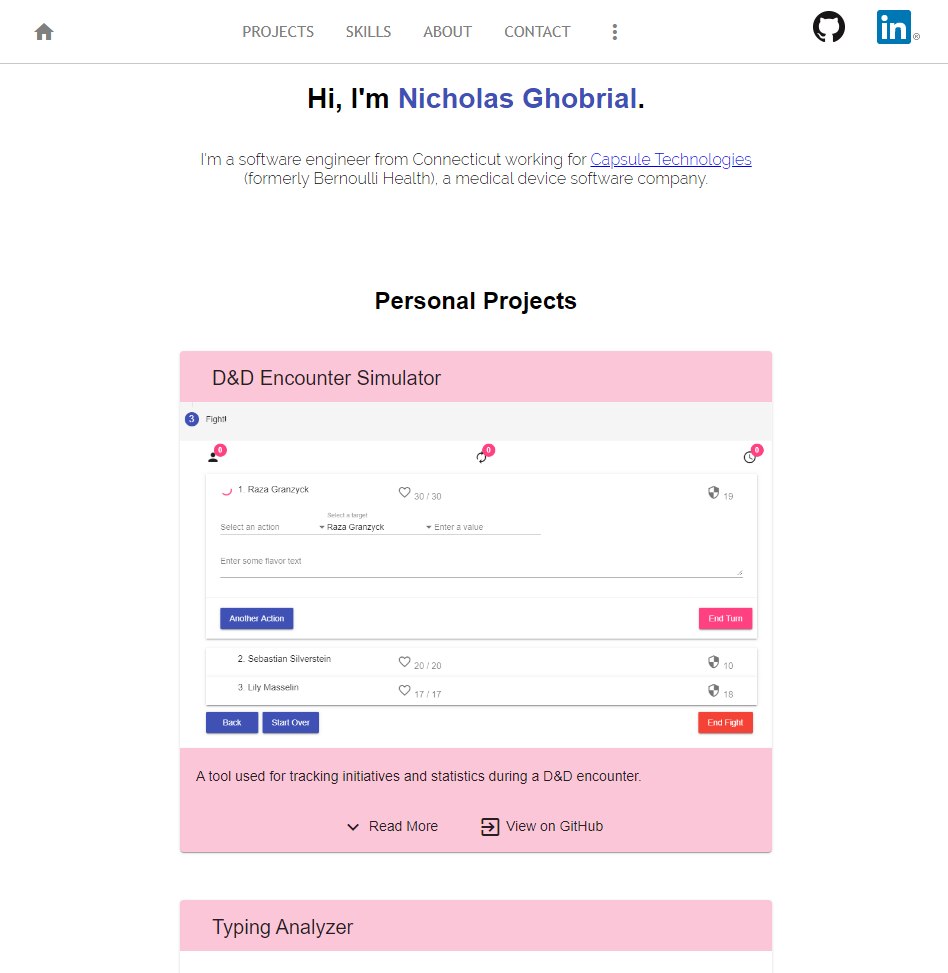 PROJECTS SKILLS ABOUT CONTACT in ®
Hi, I'm Nicholas Ghobrial.
I'm a software engineer from Connecticut working for Capsule Technologies
(formerly Bernoulli Health), a medical device software company.
Personal Projects
D&D Encounter Simulator
3 Fight!
0 0 0
1. Raza Granzyck 30 / 30 19
Select a target
Select an action Raza Granzyck Enter a value
Enter some flavor text
Another Action End Turn
2. Sebastian Silverstein 20 / 20 10
3. Lily Masselin 17 / 17 18
Back Start Over End Fight
A tool used for tracking initiatives and statistics during a D&D encounter.
Read More View on GitHub
Typing Analyzer